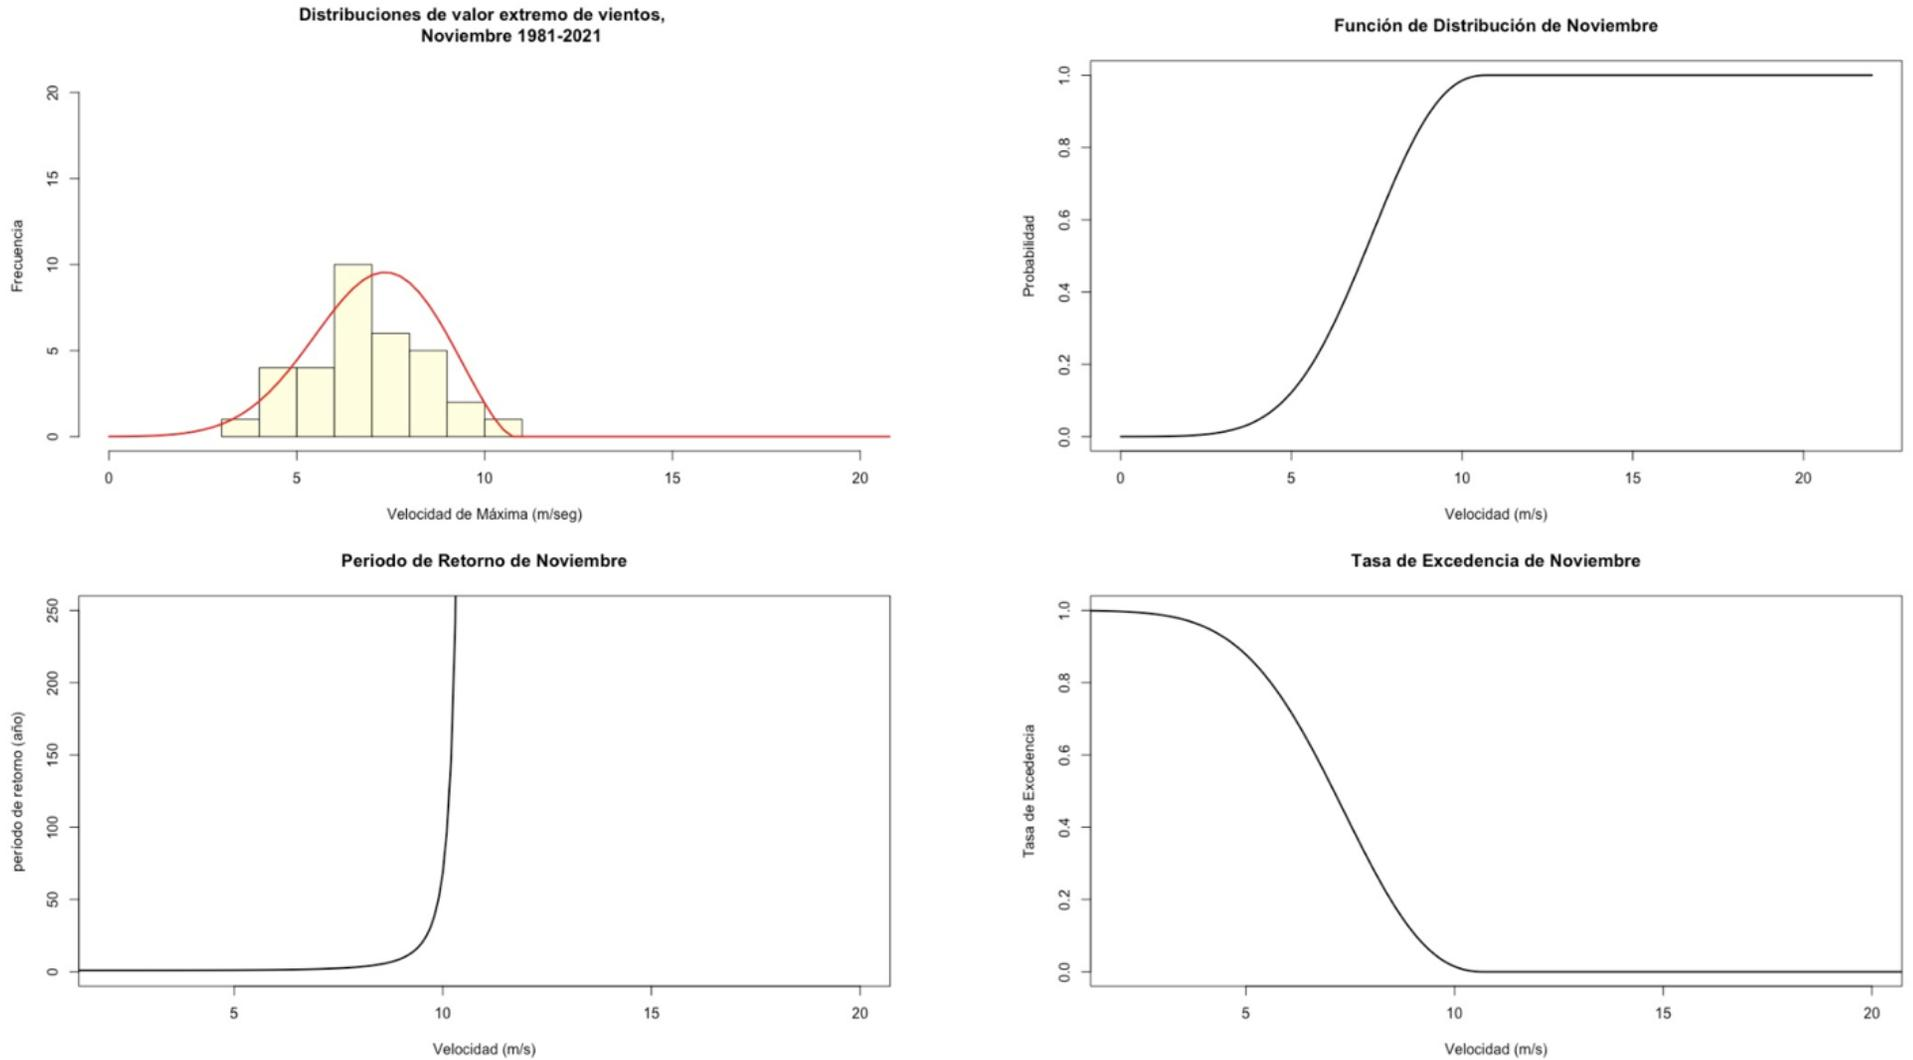 Distribuciones de valor extremo de vientos,
Noviembre 1981-2021
20
15
10
5
0
Frecuencia
0 5 10 15 20
Velocidad de Máxima (m/seg)
Función de Distribución de Noviembre
1.0
0.8
0.6
0.4
0.2
0.0
Probabilidad
0 5 10 15 20
Velocidad (m/s)
Periodo de Retorno de Noviembre
250
200
150
100
50
0
período de retorno (año)
5 10 15 20
Velocidad (m/s)
Tasa de Excedencia de Noviembre
1.0
0.8
0.6
0.4
0.2
0.0
Tasa de Excedencia
5 10 15 20
Velocidad (m/s)